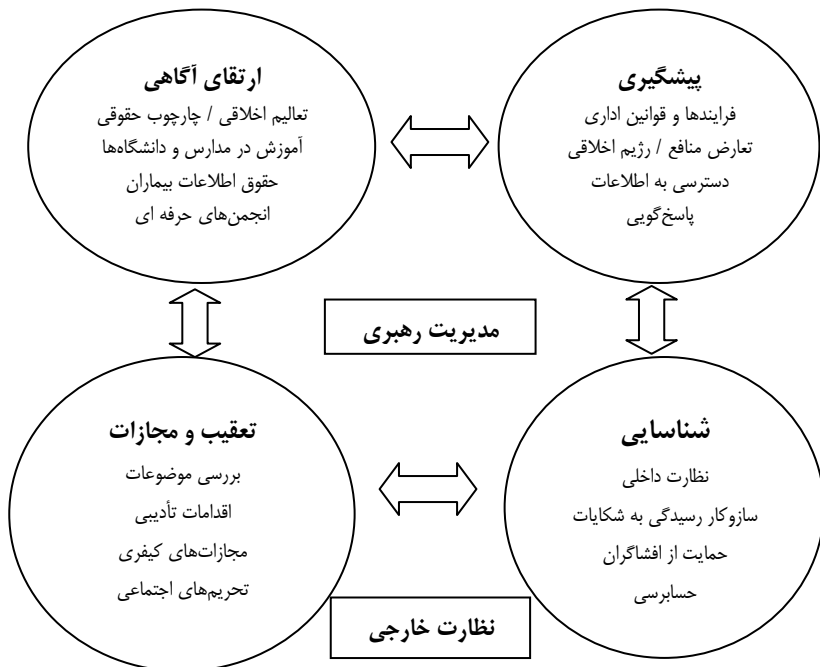 پیشگیری
فرایندها و قوانین اداری
تعارض منافع / رژیم اخلاقی
دسترسی به اطلاعات
پاسخ‌گویی
ارتقای آگاهی
تعالیم اخلاقی / چارچوب حقوقی
آموزش در مدارس و دانشگاه‌ها
حقوق اطلاعات بیماران
انجمن‌های حرفه ای
مدیریت رهبری
شناسایی
نظارت داخلی
سازوکار رسیدگی به شکایات
حمایت از افشاگران
حسابرسی
تعقیب و مجازات
بررسی موضوعات
اقدامات تأدیبی
مجازات‌های کیفری
تحریم‌های اجتماعی
نظارت خارجی